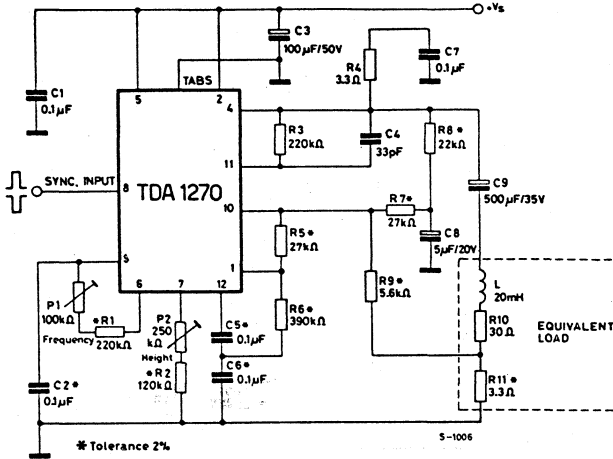 +Vs
C3
100µF/50V
C7
0.1µF
R4
3.3Ω
TABS
C1
0.1µF
5
2
4
R3
220kΩ
C4
33pF
R8*
22kΩ
11
SYNC, INPUT
8
TDA 1270
C9
500µF/35V
10
R7*
27kΩ
R5*
27kΩ
C8
5µF/20V
S
1
R9*
5.6kΩ
L
20mH
6
7
12
P1
100kΩ
R6*
390kΩ
R10
30Ω
EQUIVALENT
LOAD
*R1
220kΩ
Frequency
P2
250
kΩ
Height
C5*
0.1µF
C6*
0.1µF
*R2
120kΩ
R11*
3.3Ω
C2*
0.1µF
* Tolerance 2%
S-1006